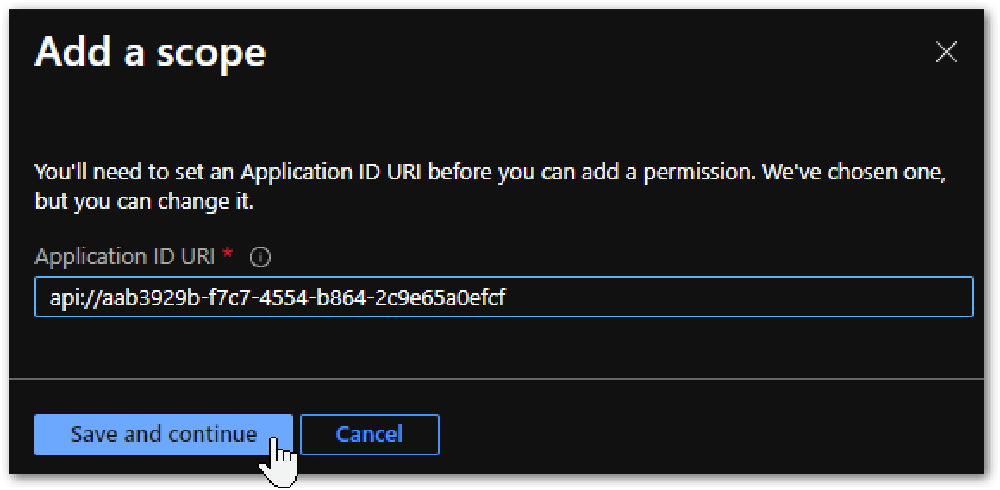 Add a scope
You'll need to set an Application ID URI before you can add a permission. We've chosen one,
but you can change it.
Application ID URI *
api://aab3929b-f7c7-4554-b864-2c9e65a0efcf
Save and continue
Cancel